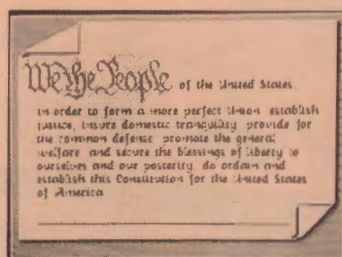 We the People of the United States
in order to form a more perfect Union establish
justice, insure domestic tranquility provide for
the common defense promote the general
welfare and secure the blessings of liberty to
ourselves and our posterity, do ordain and
establish this Constitution for the United States
of America